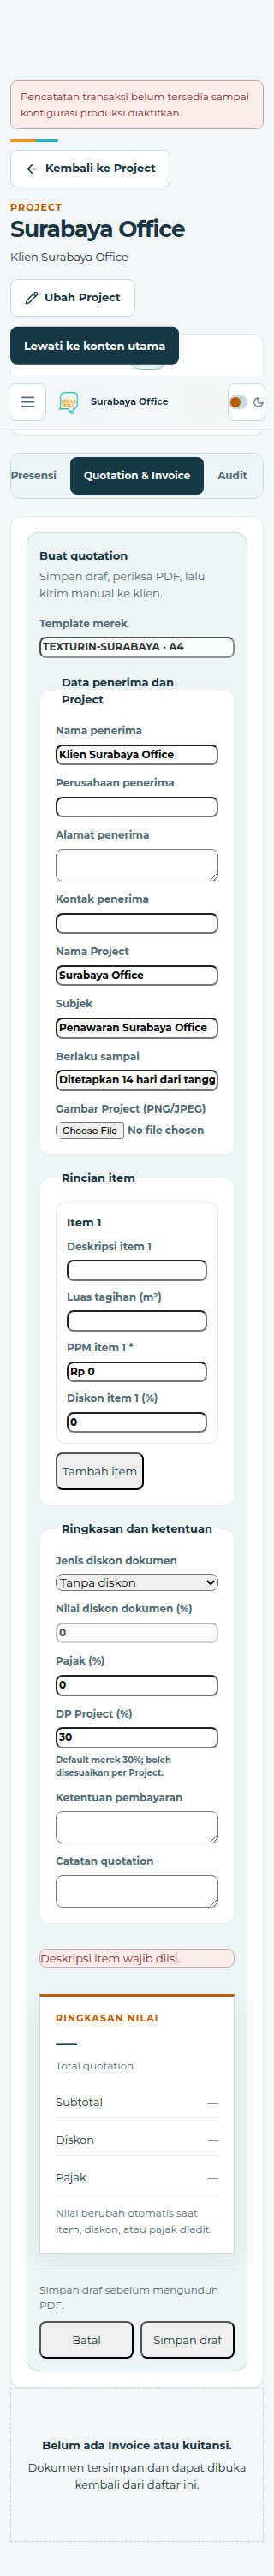 Pencatatan transaksi belum tersedia sampai
konfigurasi produksi diaktifkan.
Kembali ke Project
PROJECT
Surabaya Office
Klien Surabaya Office
Ubah Project
Lewati ke konten utama
Surabaya Office
Presensi
Quotation & Invoice
Audit
Buat quotation
Simpan draf, periksa PDF, lalu
kirim manual ke klien.
Template merek
TEXTURIN-SURABAYA · A4
Data penerima dan
Project
Nama penerima
Klien Surabaya Office
Perusahaan penerima
Alamat penerima
Kontak penerima
Nama Project
Surabaya Office
Subjek
Penawaran Surabaya Office
Berlaku sampai
Ditetapkan 14 hari dari tangg
Gambar Project (PNG/JPEG)
Choose File No file chosen
Rincian item
Item 1
Deskripsi item 1
Luas tagihan (m²)
PPM item 1 *
Rp 0
Diskon item 1 (%)
0
Tambah item
Ringkasan dan ketentuan
Jenis diskon dokumen
Tanpa diskon
Nilai diskon dokumen (%)
0
Pajak (%)
0
DP Project (%)
30
Default merek 30%; boleh
disesuaikan per Project.
Ketentuan pembayaran
Catatan quotation
Deskripsi item wajib diisi.
RINGKASAN NILAI
—
Total quotation
Subtotal —
Diskon —
Pajak —
Nilai berubah otomatis saat
item, diskon, atau pajak diedit.
Simpan draf sebelum mengunduh
PDF.
Batal
Simpan draf
Belum ada Invoice atau kuitansi.
Dokumen tersimpan dan dapat dibuka
kembali dari daftar ini.